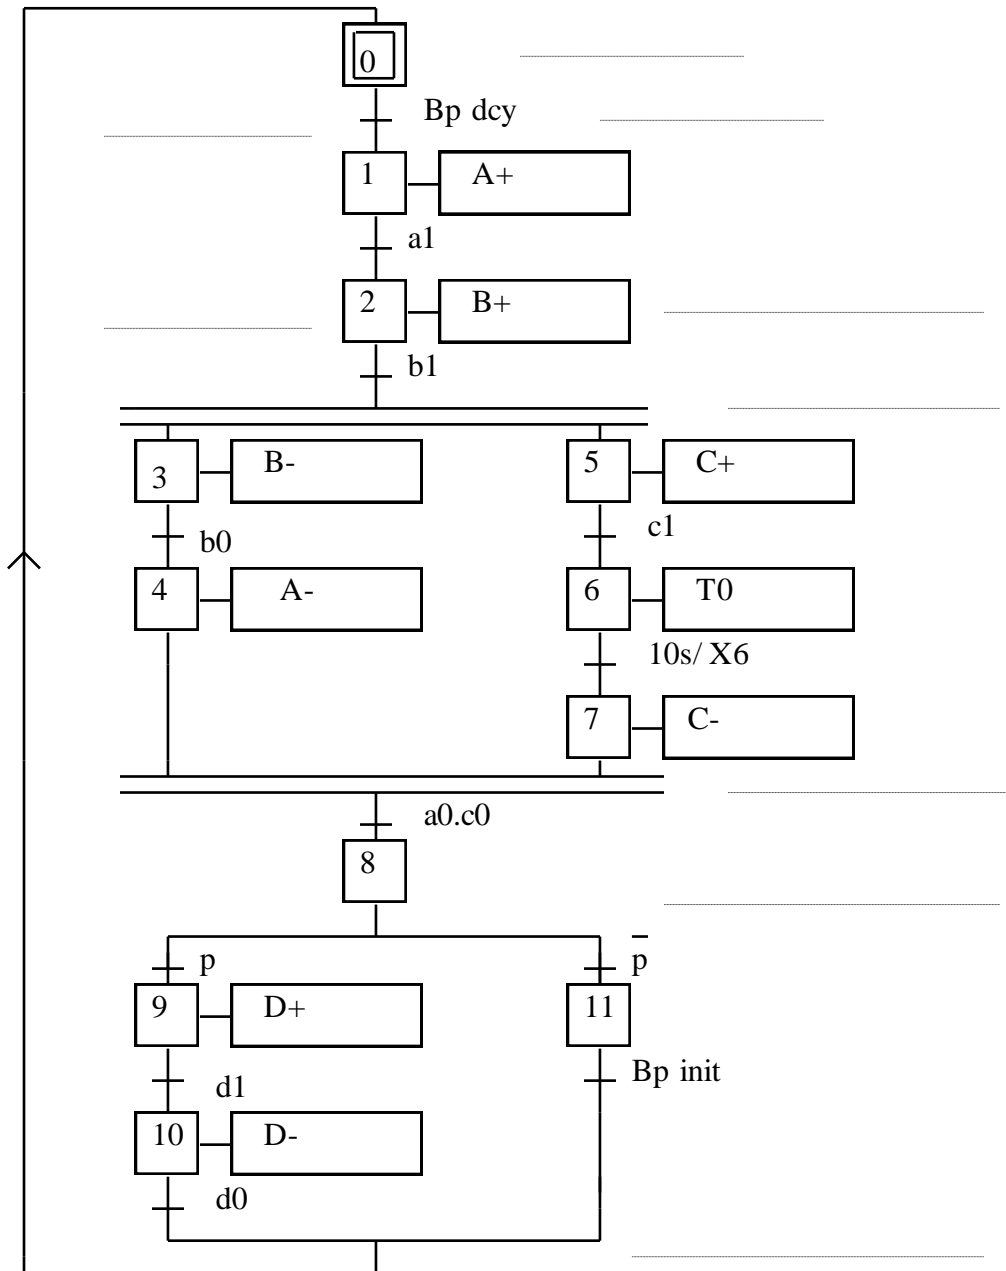 0
Bp dcy
1 A+
a1
2 B+
b1
3 B- 5 C+
b0 c1
4 A- 6 T0
10s/ X6
7 C-
a0.c0
8
p p̅
9 D+ 11
d1 Bp init
10 D-
d0